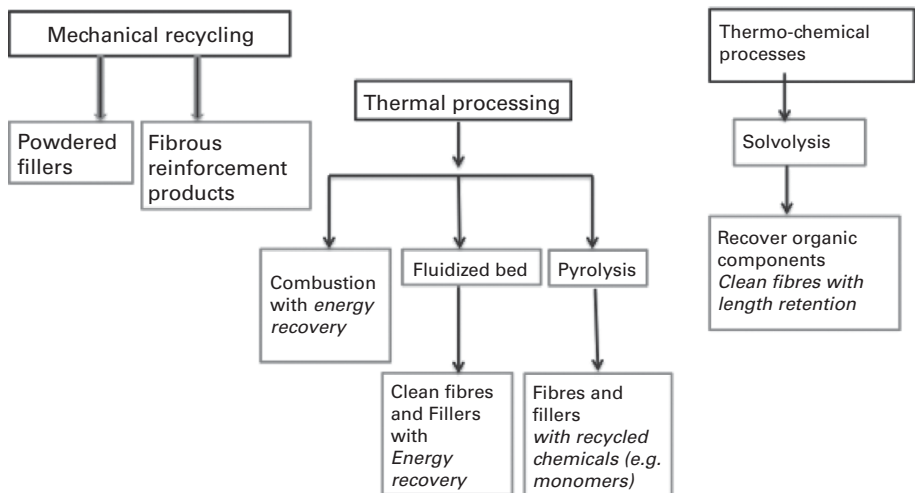 Mechanical recycling
Powdered
fillers
Fibrous
reinforcement
products
Thermal processing
Combustion
with energy
recovery
Fluidized bed
Clean fibres
and Fillers
with
Energy
recovery
Pyrolysis
Fibres and
fillers
with recycled
chemicals (e.g.
monomers)
Thermo-chemical
processes
Solvolysis
Recover organic
components
Clean fibres with
length retention